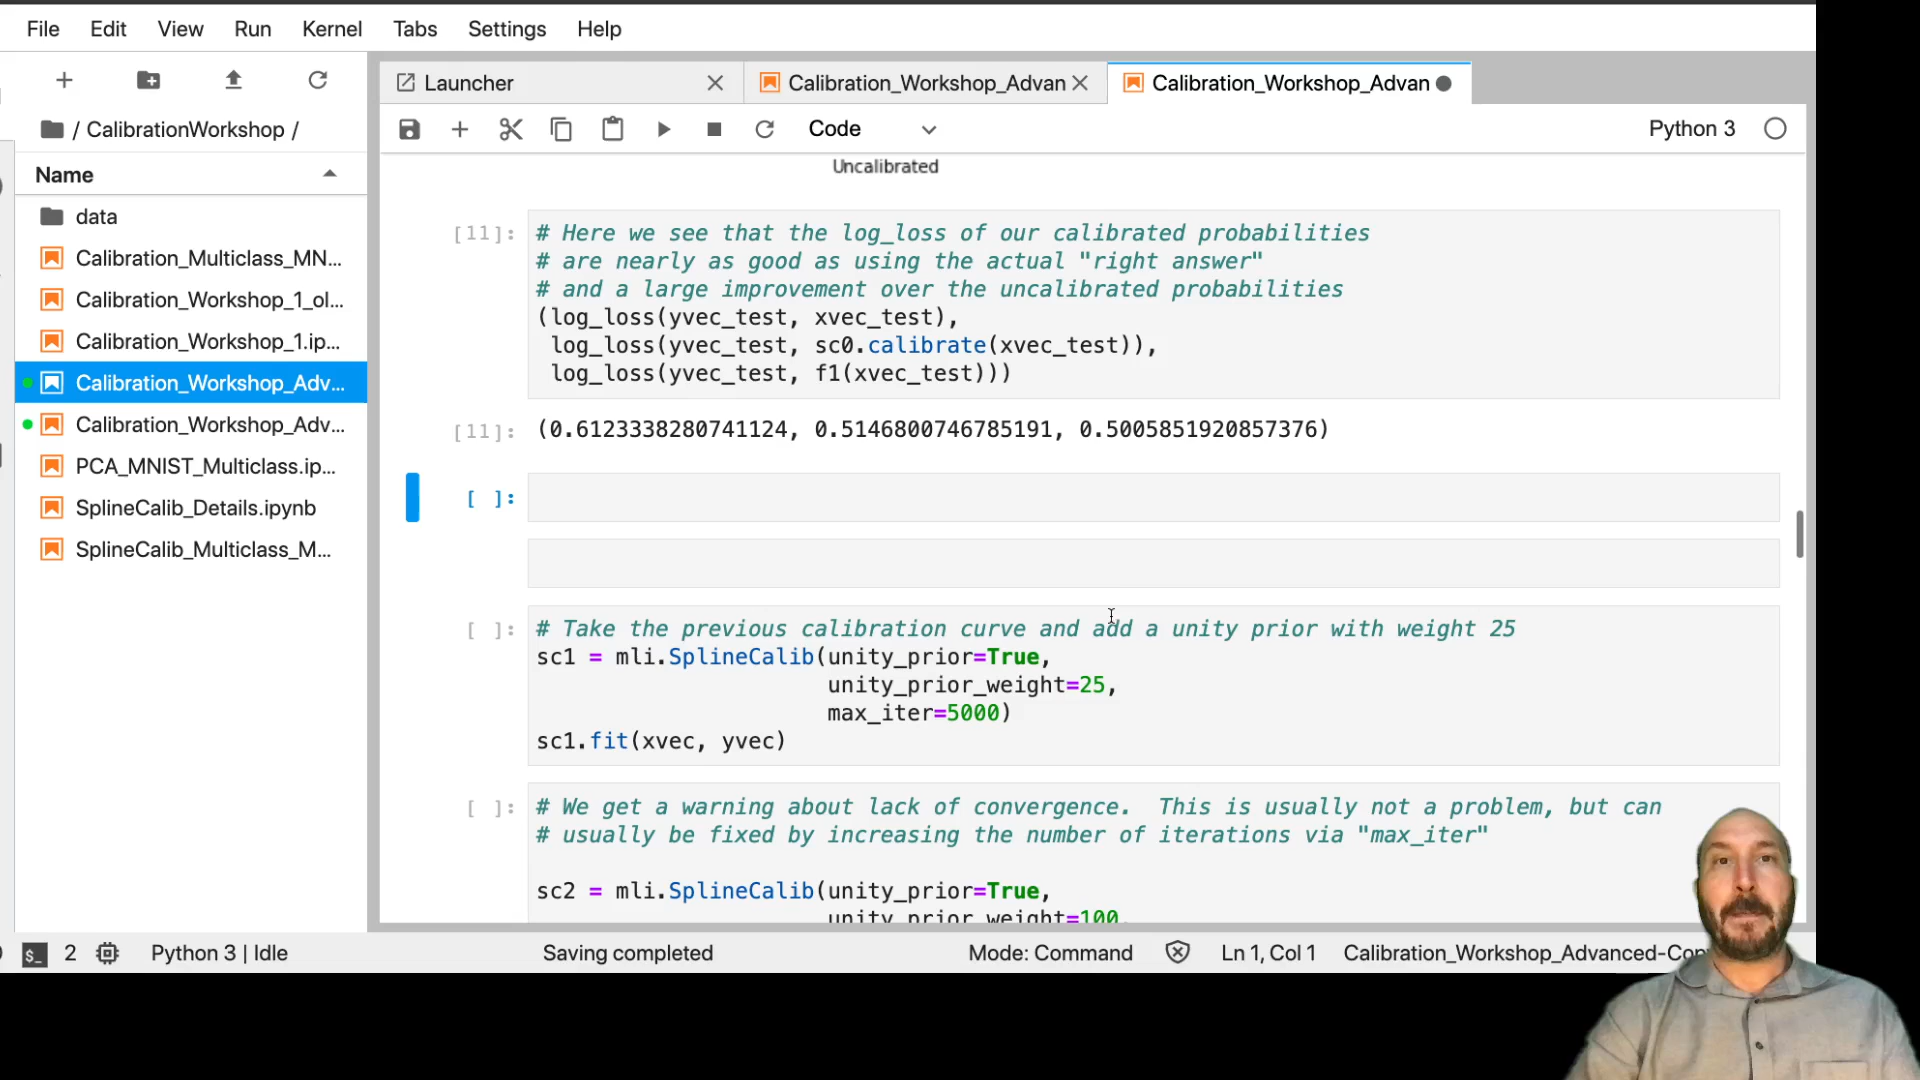 File Edit View Run Kernel Tabs Settings Help
Launcher
Calibration_Workshop_Advan
Calibration_Workshop_Advan
/ CalibrationWorkshop /
Code
Python 3
Name
data
Calibration_Multiclass_MN...
Calibration_Workshop_1_ol...
Calibration_Workshop_1.ip...
Calibration_Workshop_Adv...
Calibration_Workshop_Adv...
PCA_MNIST_Multiclass.ip...
SplineCalib_Details.ipynb
SplineCalib_Multiclass_M...
Uncalibrated
[11]: # Here we see that the log_loss of our calibrated probabilities
# are nearly as good as using the actual "right answer"
# and a large improvement over the uncalibrated probabilities
(log_loss(yvec_test, xvec_test),
log_loss(yvec_test, sc0.calibrate(xvec_test)),
log_loss(yvec_test, f1(xvec_test)))
[11]: (0.6123338280741124, 0.5146800746785191, 0.5005851920857376)
[ ]:
[ ]: # Take the previous calibration curve and add a unity prior with weight 25
sc1 = mli.SplineCalib(unity_prior=True,
unity_prior_weight=25,
max_iter=5000)
sc1.fit(xvec, yvec)
[ ]: # We get a warning about lack of convergence. This is usually not a problem, but can
# usually be fixed by increasing the number of iterations via "max_iter"
sc2 = mli.SplineCalib(unity_prior=True,
unity_prior_weight=100,
$_ 2 Python 3 | Idle Saving completed Mode: Command Ln 1, Col 1 Calibration_Workshop_Advanced-Cop